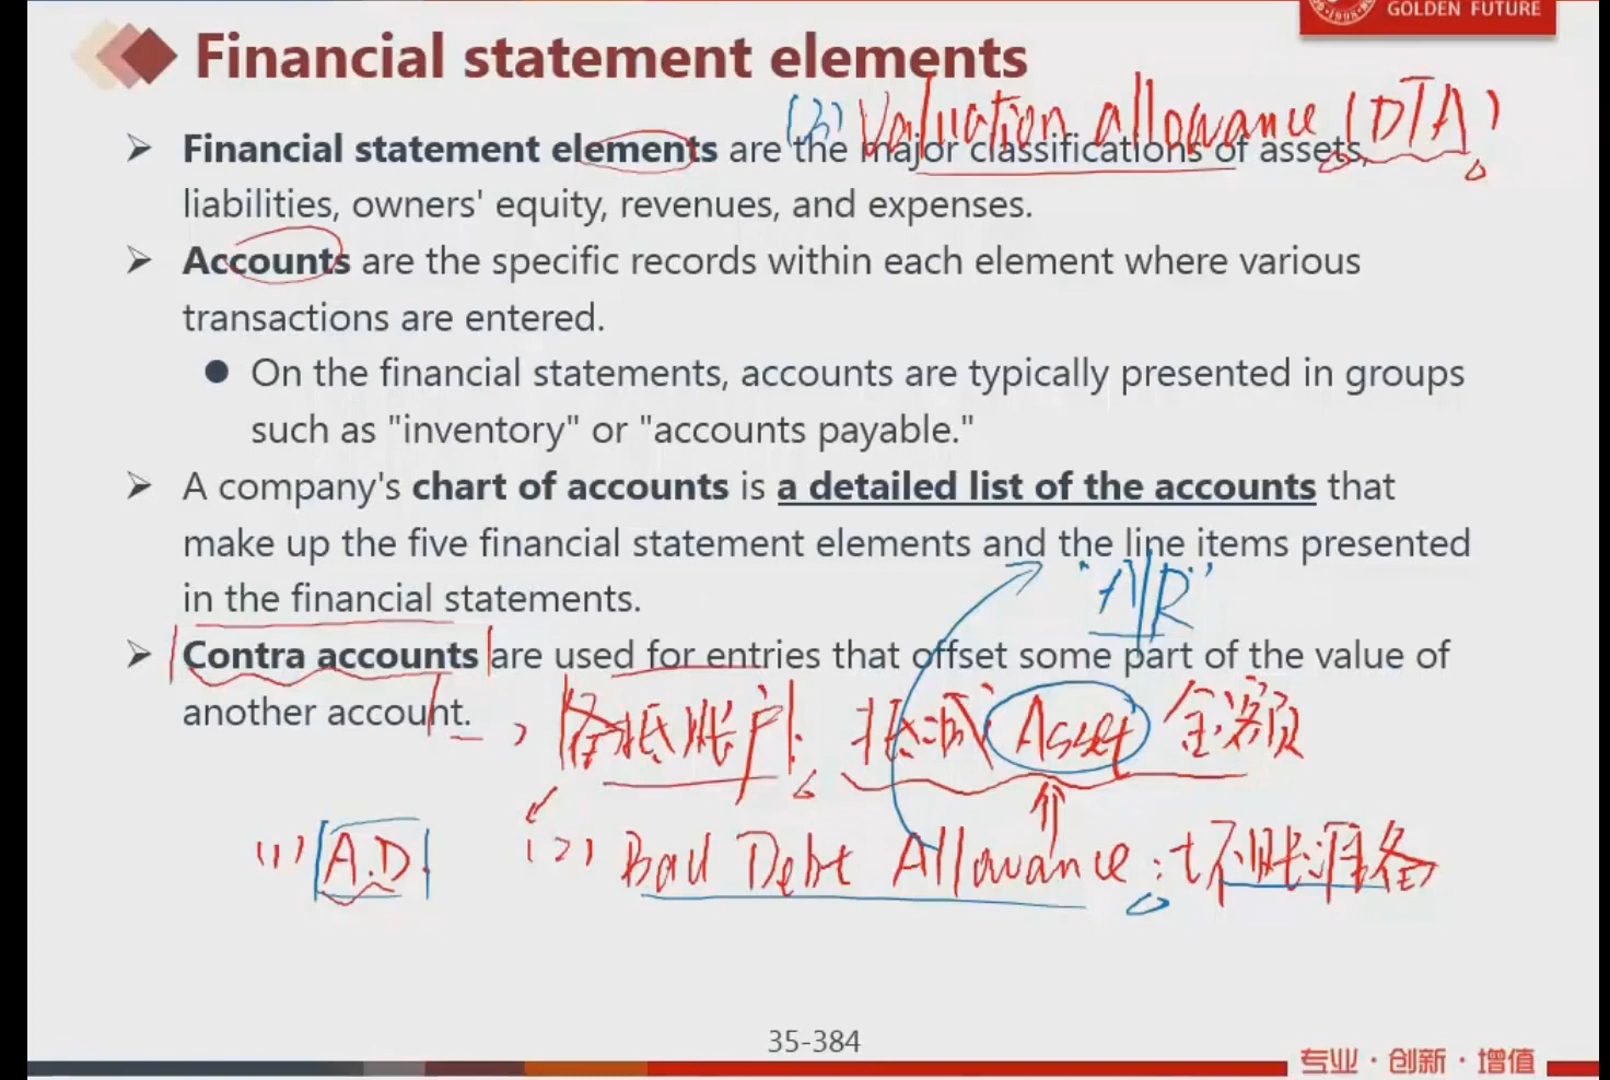 GOLDEN FUTURE
Financial statement elements
(3) Valuation allowance (DTA)
➤ Financial statement elements are the major classifications of assets,
liabilities, owners' equity, revenues, and expenses.
➤ Accounts are the specific records within each element where various
transactions are entered.
● On the financial statements, accounts are typically presented in groups
such as "inventory" or "accounts payable."
➤ A company's chart of accounts is a detailed list of the accounts that
make up the five financial statement elements and the line items presented
in the financial statements.
"A/R"
➤ Contra accounts are used for entries that offset some part of the value of
another account.
备抵账户: 抵减 Asset 金额
(1) A.D
(2) Bad Debt Allowance: 坏账准备
35-384
专业·创新·增值